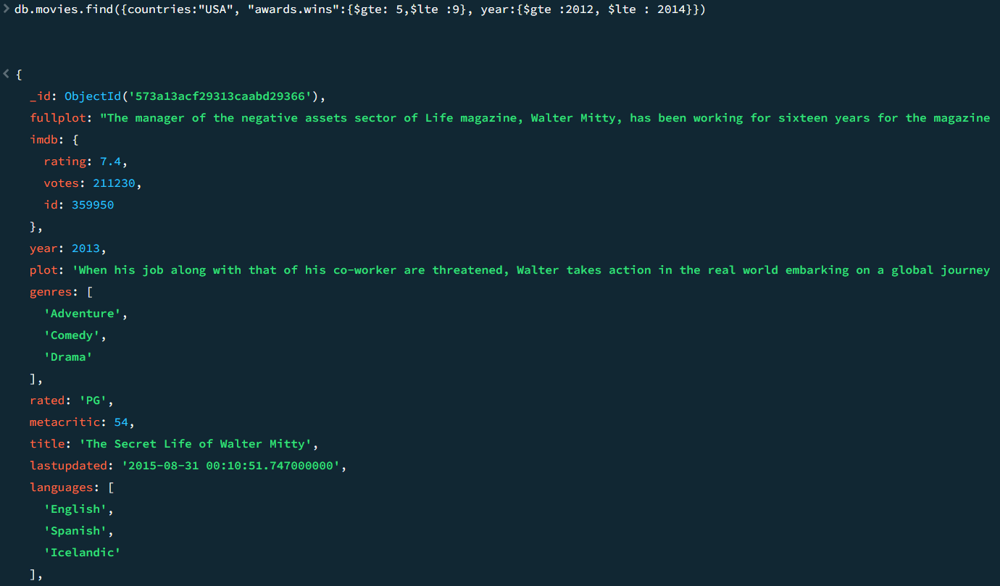 > db.movies.find({countries:"USA", "awards.wins":{$gte: 5,$lte :9}, year:{$gte :2012, $lte : 2014}})
< {
_id: ObjectId('573a13acf29313caabd29366'),
fullplot: "The manager of the negative assets sector of Life magazine, Walter Mitty, has been working for sixteen years for the magazine
imdb: {
rating: 7.4,
votes: 211230,
id: 359950
},
year: 2013,
plot: 'When his job along with that of his co-worker are threatened, Walter takes action in the real world embarking on a global journey
genres: [
'Adventure',
'Comedy',
'Drama'
],
rated: 'PG',
metacritic: 54,
title: 'The Secret Life of Walter Mitty',
lastupdated: '2015-08-31 00:10:51.747000000',
languages: [
'English',
'Spanish',
'Icelandic'
],